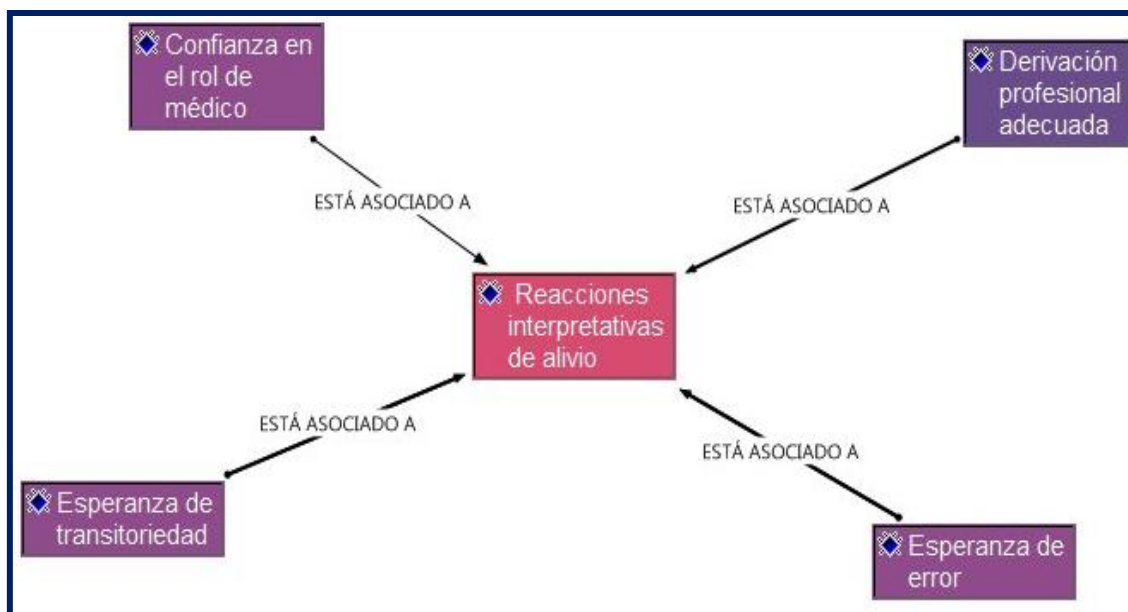 Confianza en
el rol de
médico
Derivación
profesional
adecuada
ESTÁ ASOCIADO A
ESTÁ ASOCIADO A
Reacciones
interpretativas
de alivio
ESTÁ ASOCIADO A
ESTÁ ASOCIADO A
Esperanza de
transitoriedad
Esperanza de
error